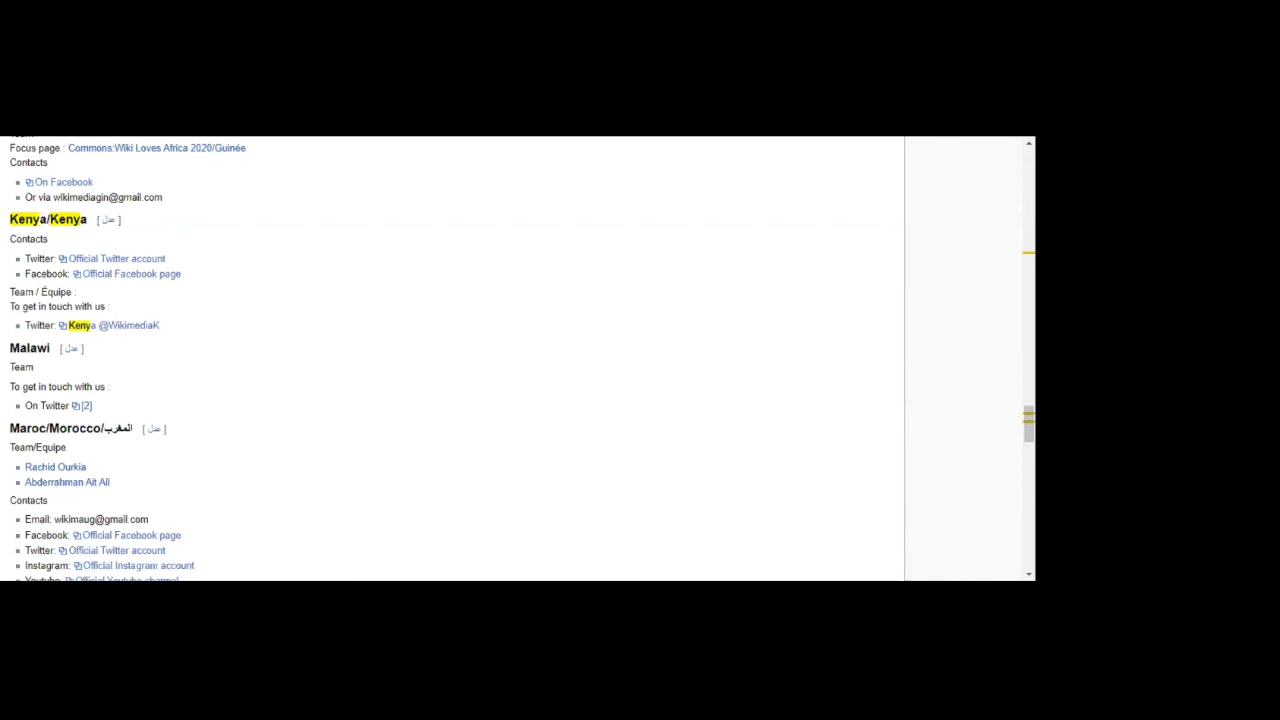 Focus page : Commons:Wiki Loves Africa 2020/Guinée
Contacts
On Facebook
Or via wikimediagin@gmail.com
Kenya/Kenya [ عدل ]
Contacts
Twitter: Official Twitter account
Facebook: Official Facebook page
Team / Équipe :
To get in touch with us :
Twitter: Kenya @WikimediaK
Malawi [ عدل ]
Team
To get in touch with us :
On Twitter [2]
Maroc/Morocco/المغرب [ عدل ]
Team/Equipe
Rachid Ourkia
Abderrahman Ait Ali
Contacts
Email: wikimaug@gmail.com
Facebook: Official Facebook page
Twitter: Official Twitter account
Instagram: Official Instagram account
Youtube: Official Youtube channel